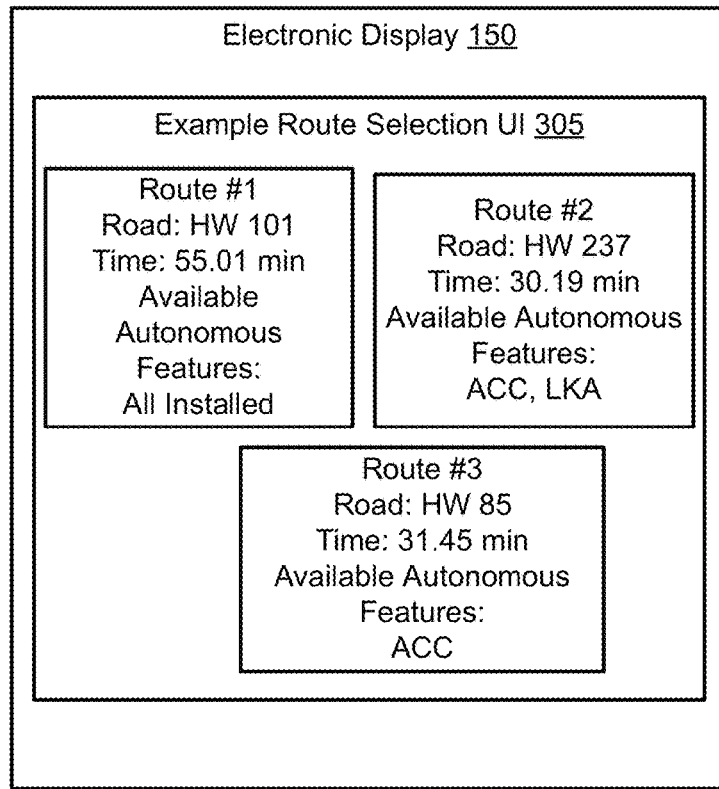 Electronic Display 150
Example Route Selection UI 305
Route #1
Road: HW 101
Time: 55.01 min
Available
Autonomous
Features:
All Installed
Route #2
Road: HW 237
Time: 30.19 min
Available Autonomous
Features:
ACC, LKA
Route #3
Road: HW 85
Time: 31.45 min
Available Autonomous
Features:
ACC